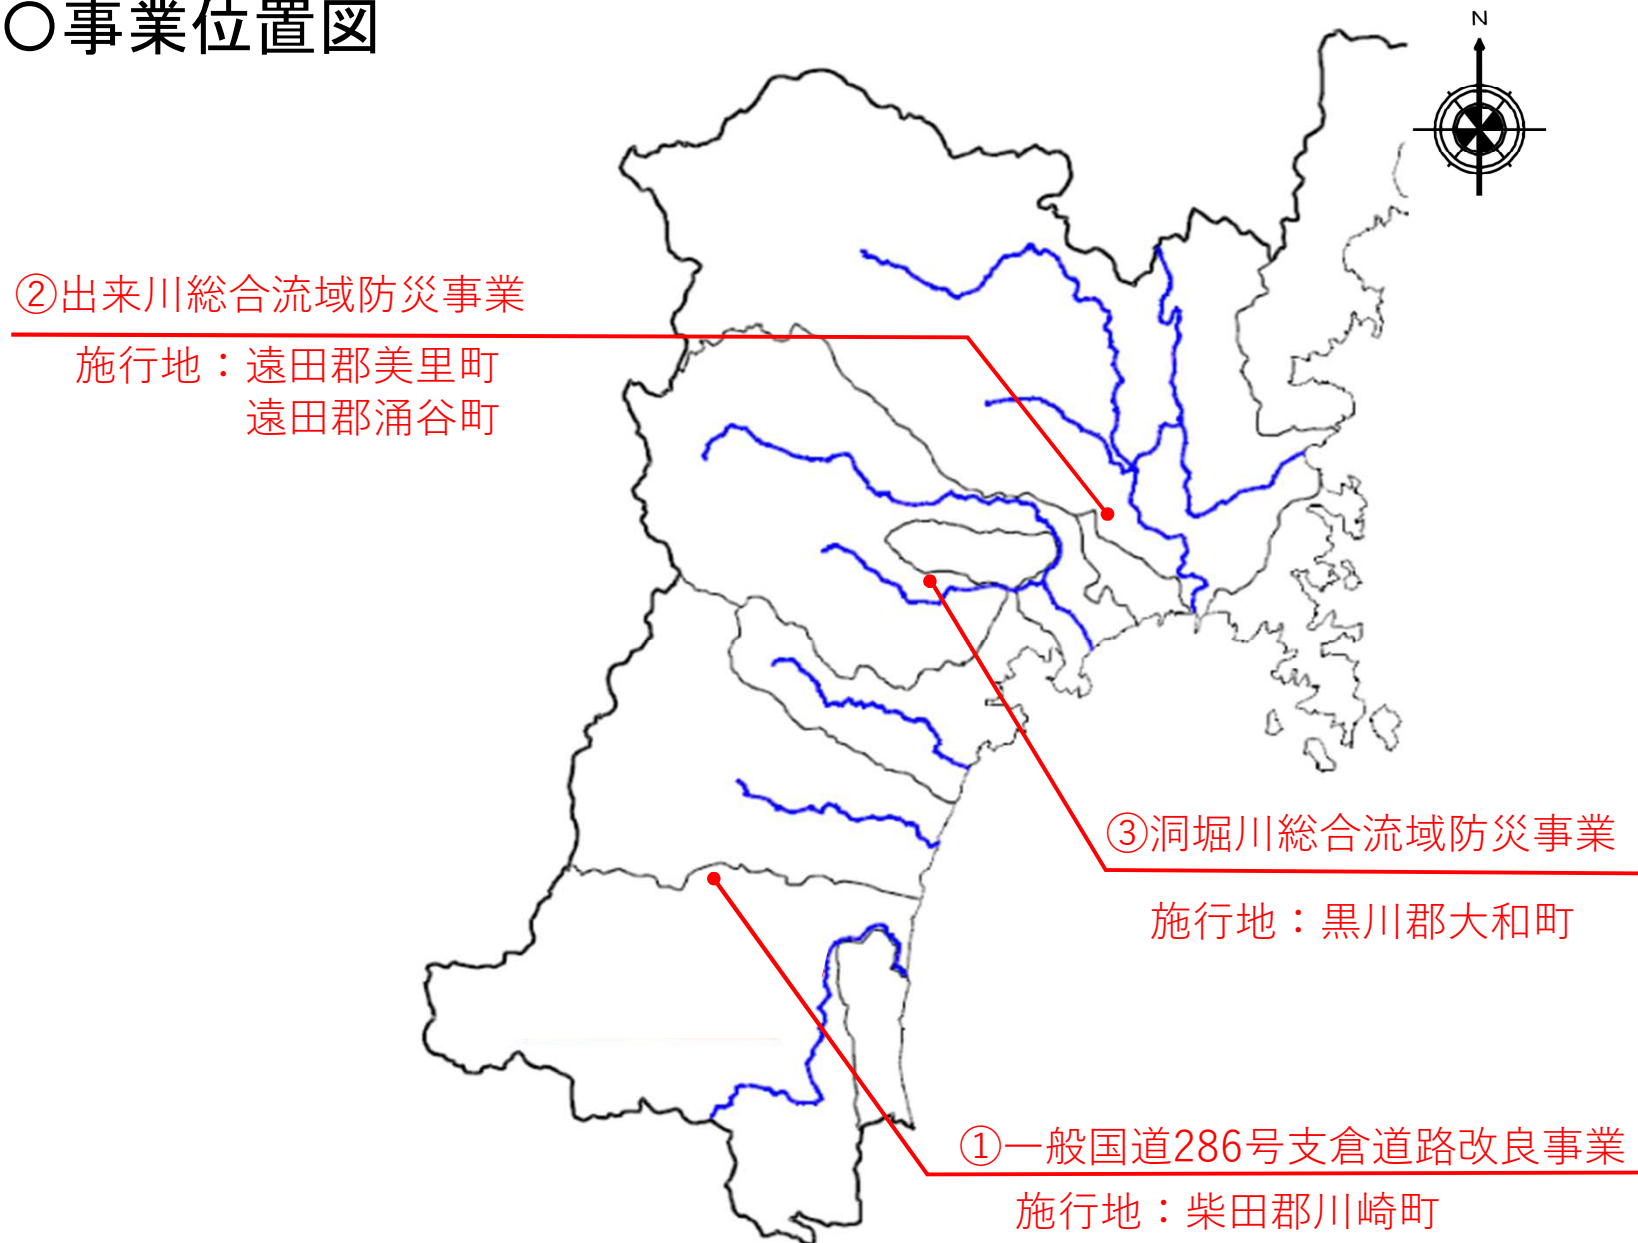 〇事業位置図
N
②出来川総合流域防災事業
施行地：遠田郡美里町
遠田郡涌谷町
③洞堀川総合流域防災事業
施行地：黒川郡大和町
①一般国道286号支倉道路改良事業
施行地：柴田郡川崎町